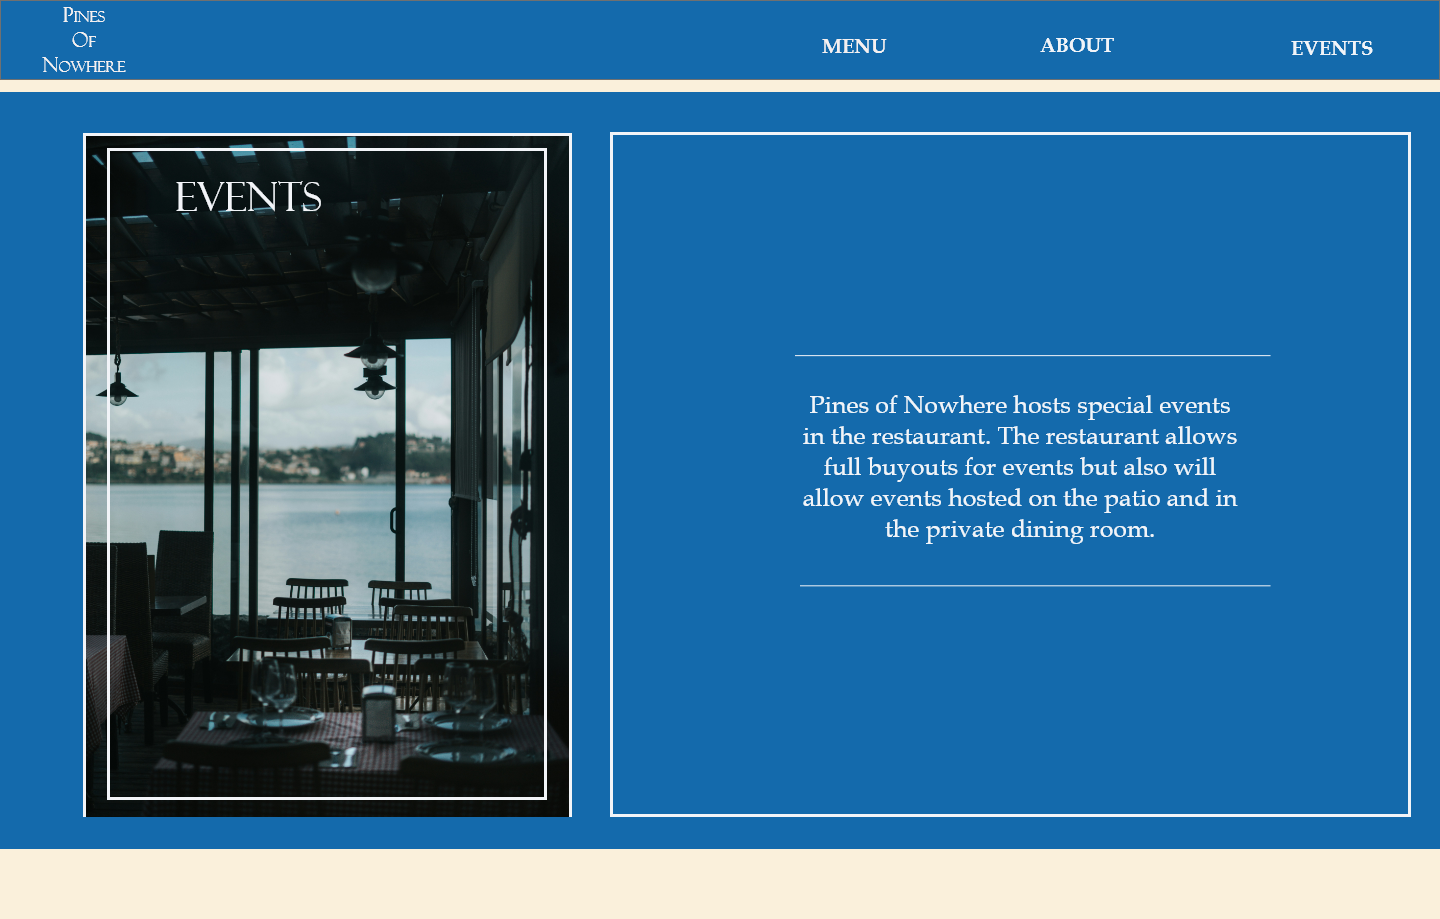 PINES
OF
NOWHERE
MENU
ABOUT
EVENTS
EVENTS
Pines of Nowhere hosts special events
in the restaurant. The restaurant allows
full buyouts for events but also will
allow events hosted on the patio and in
the private dining room.